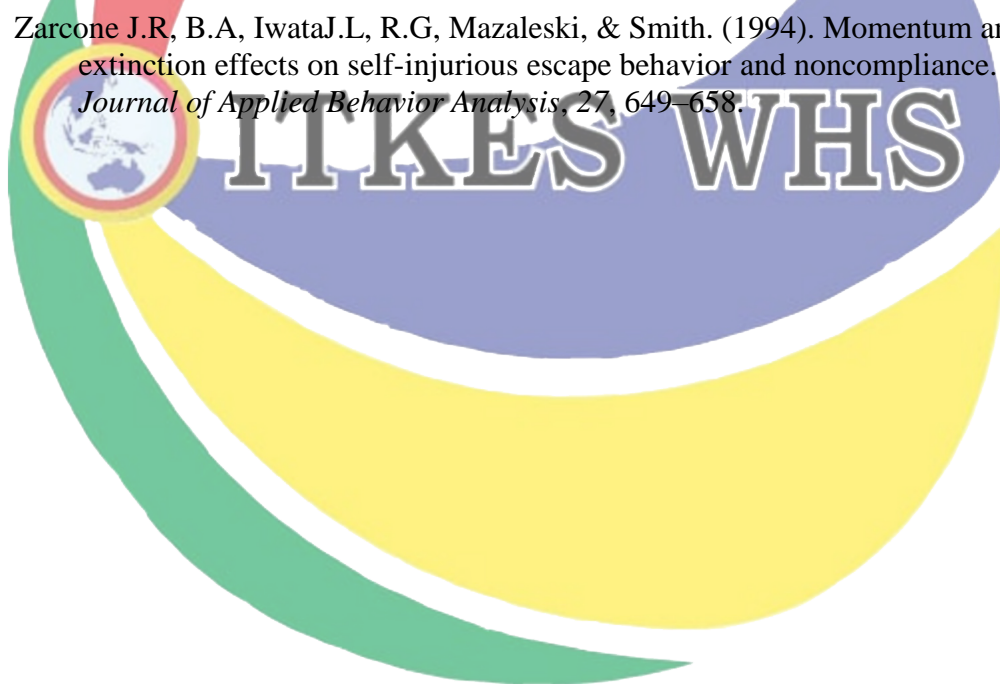 Zarcone J.R, B.A, IwataJ.L, R.G, Mazaleski, & Smith. (1994). Momentum
extinction effects on self-injurious escape behavior and noncompliance.
Journal of Applied Behavior Analysis, 27, 649–658.
ITKES WHS